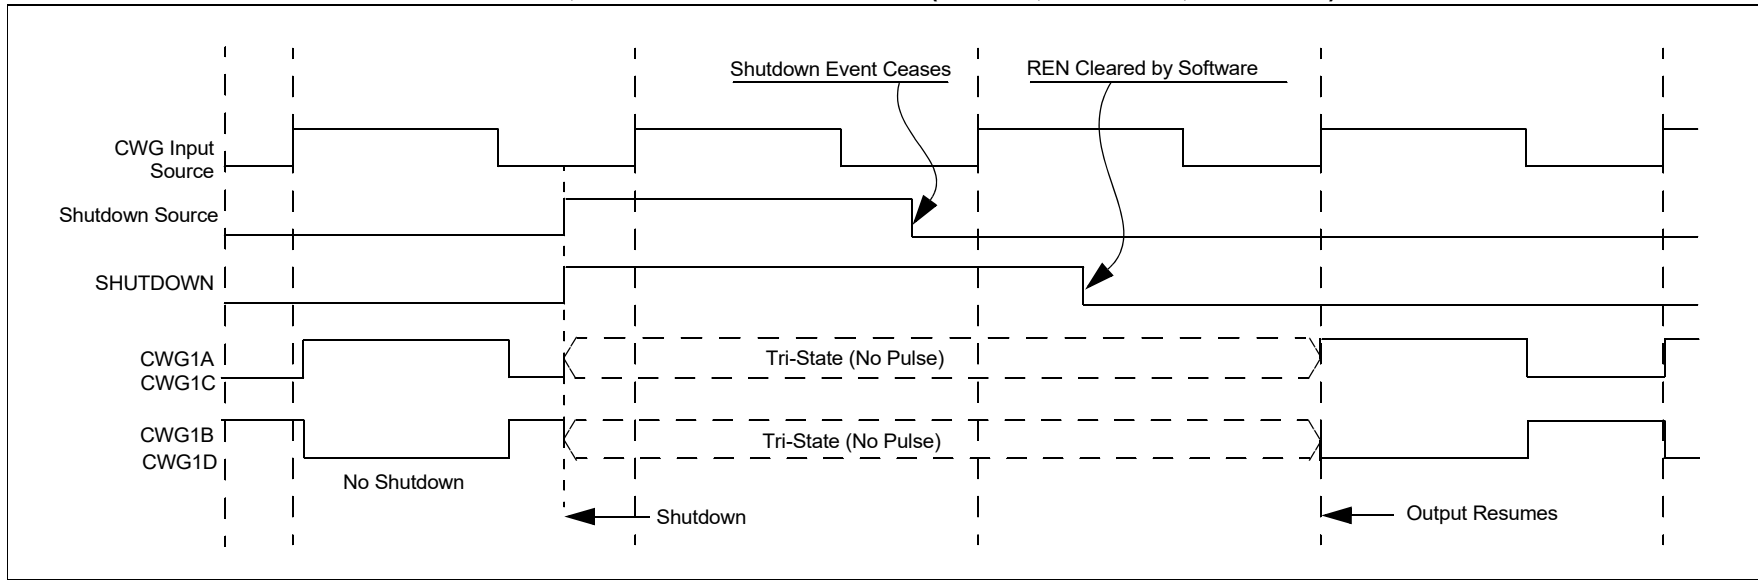 Shutdown Event Ceases
REN Cleared by Software
CWG Input
Source
Shutdown Source
SHUTDOWN
CWG1A
CWG1C
Tri-State (No Pulse)
CWG1B
CWG1D
Tri-State (No Pulse)
No Shutdown
Shutdown
Output Resumes